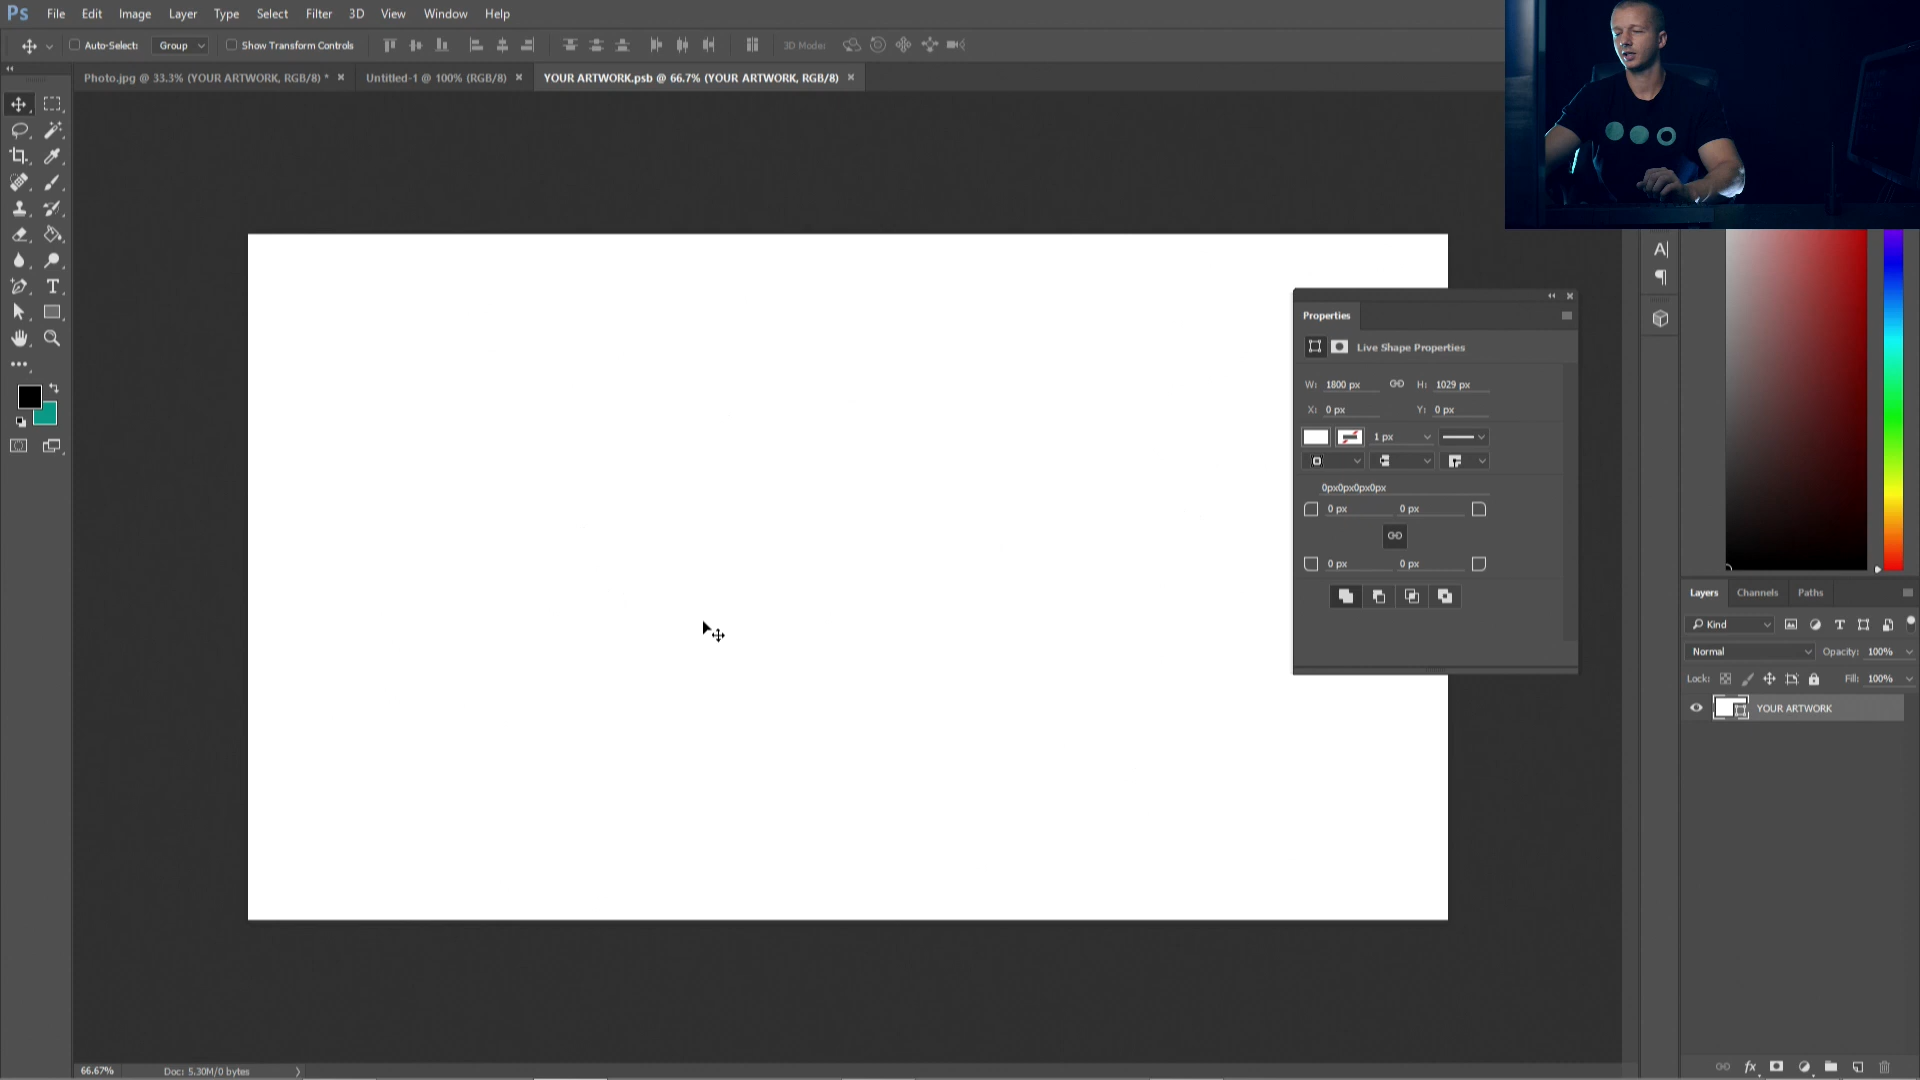 Ps File Edit Image Layer Type Select Filter 3D View Window Help
Auto-Select: Group Show Transform Controls 3D Mode:
Photo.jpg @ 33.3% (YOUR ARTWORK, RGB/8) * × Untitled-1 @ 100% (RGB/8) × YOUR ARTWORK.psb @ 66.7% (YOUR ARTWORK, RGB/8) ×
Properties
Live Shape Properties
W: 1800 px H: 1029 px
X: 0 px Y: 0 px
1 px
0px0px0px0px
0 px 0 px
0 px 0 px
Layers Channels Paths
Kind
Normal Opacity: 100%
Lock: Fill: 100%
YOUR ARTWORK
fx
66.67% Doc: 5.30M/0 bytes